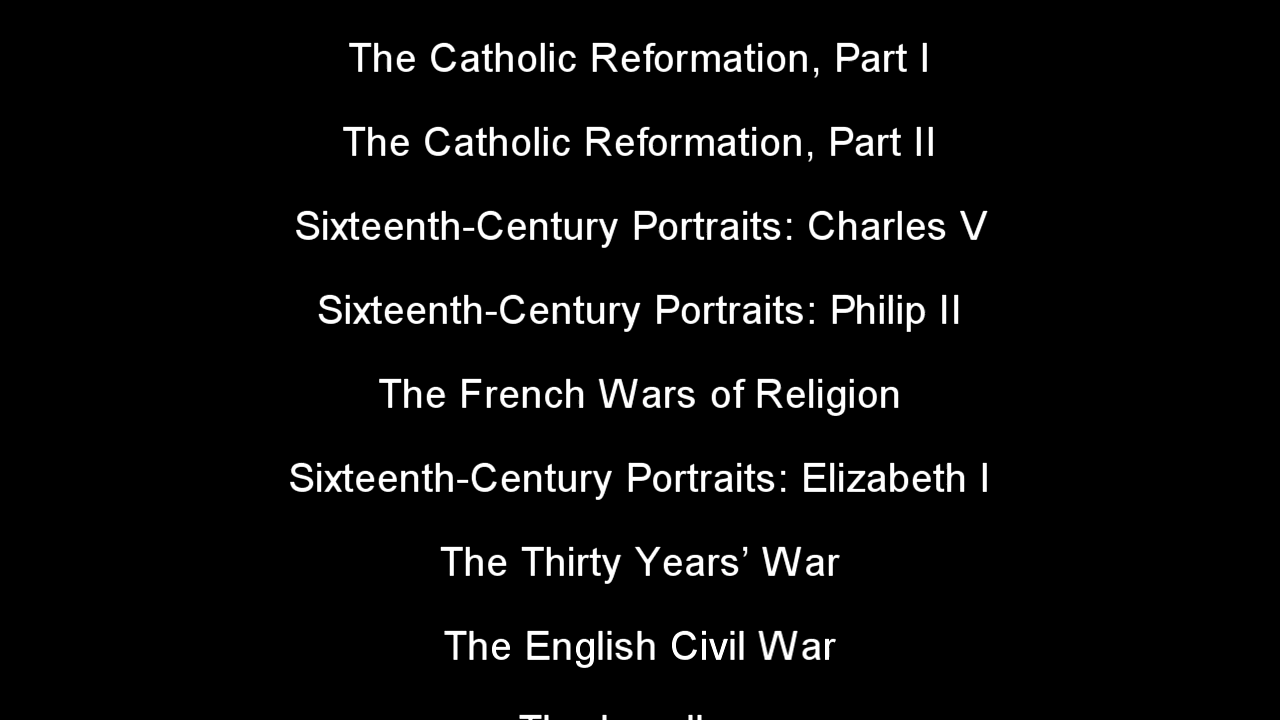 The Catholic Reformation, Part I
The Catholic Reformation, Part II
Sixteenth-Century Portraits: Charles V
Sixteenth-Century Portraits: Philip II
The French Wars of Religion
Sixteenth-Century Portraits: Elizabeth I
The Thirty Years’ War
The English Civil War